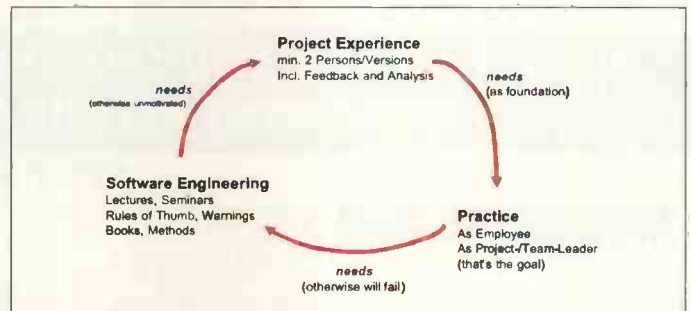 Project Experience
min. 2 Persons/Versions
Incl. Feedback and Analysis
needs
(otherwise unmotivated)
needs
(as foundation)
Software Engineering
Lectures, Seminars
Rules of Thumb, Warnings
Books, Methods
Practice
As Employee
As Project-/Team-Leader
(that's the goal)
needs
(otherwise will fail)